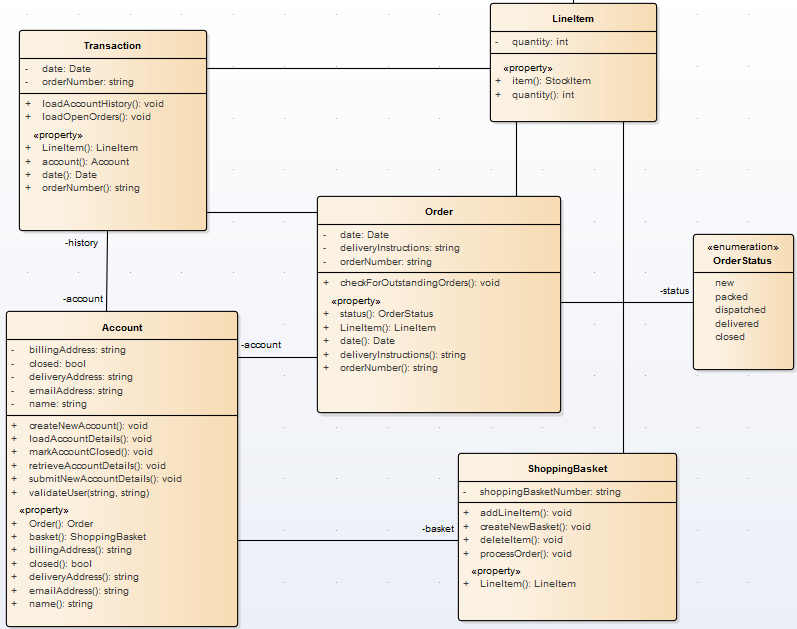 Transaction
- date: Date
- orderNumber: string
+ loadAccountHistory(): void
+ loadOpenOrders(): void
«property»
+ LineItem(): LineItem
+ account(): Account
+ date(): Date
+ orderNumber(): string
LineItem
- quantity: int
«property»
+ item(): StockItem
+ quantity(): int
-history
-account
Order
- date: Date
- deliveryInstructions: string
- orderNumber: string
+ checkForOutstandingOrders(): void
«property»
+ status(): OrderStatus
+ LineItem(): LineItem
+ date(): Date
+ deliveryInstructions(): string
+ orderNumber(): string
-status
«enumeration»
OrderStatus
new
packed
dispatched
delivered
closed
Account
- billingAddress: string
- closed: bool
- deliveryAddress: string
- emailAddress: string
- name: string
+ createNewAccount(): void
+ loadAccountDetails(): void
+ markAccountClosed(): void
+ retrieveAccountDetails(): void
+ submitNewAccountDetails(): void
+ validateUser(string, string)
«property»
+ Order(): Order
+ basket(): ShoppingBasket
+ billingAddress(): string
+ closed(): bool
+ deliveryAddress(): string
+ emailAddress(): string
+ name(): string
-account
-basket
ShoppingBasket
- shoppingBasketNumber: string
+ addLineItem(): void
+ createNewBasket(): void
+ deleteItem(): void
+ processOrder(): void
«property»
+ LineItem(): LineItem